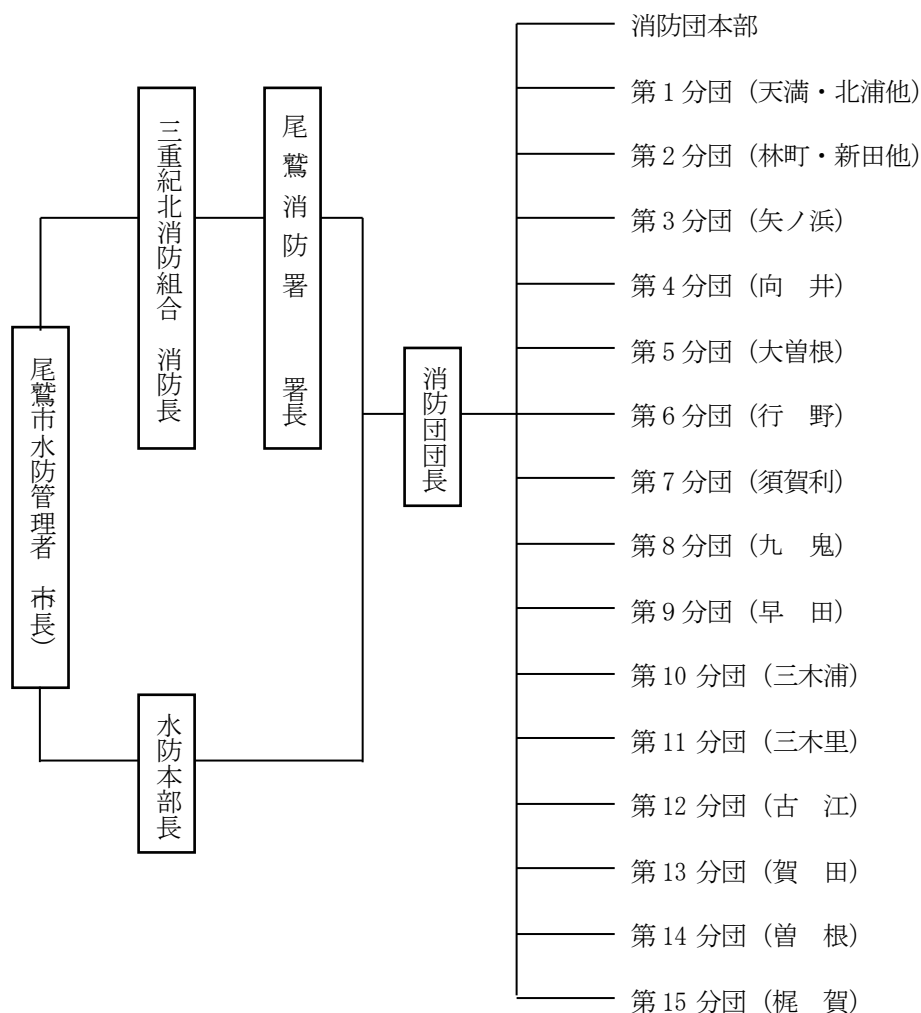 尾鷲市水防管理者　市長）
三重紀北消防組合　消防長
尾鷲消防署　署長
水防本部長
消防団団長
消防団本部
第1分団（天満・北浦他）
第2分団（林町・新田他）
第3分団（矢ノ浜）
第4分団（向　井）
第5分団（大曽根）
第6分団（行　野）
第7分団（須賀利）
第8分団（九　鬼）
第9分団（早　田）
第10分団（三木浦）
第11分団（三木里）
第12分団（古　江）
第13分団（賀　田）
第14分団（曽　根）
第15分団（梶　賀）